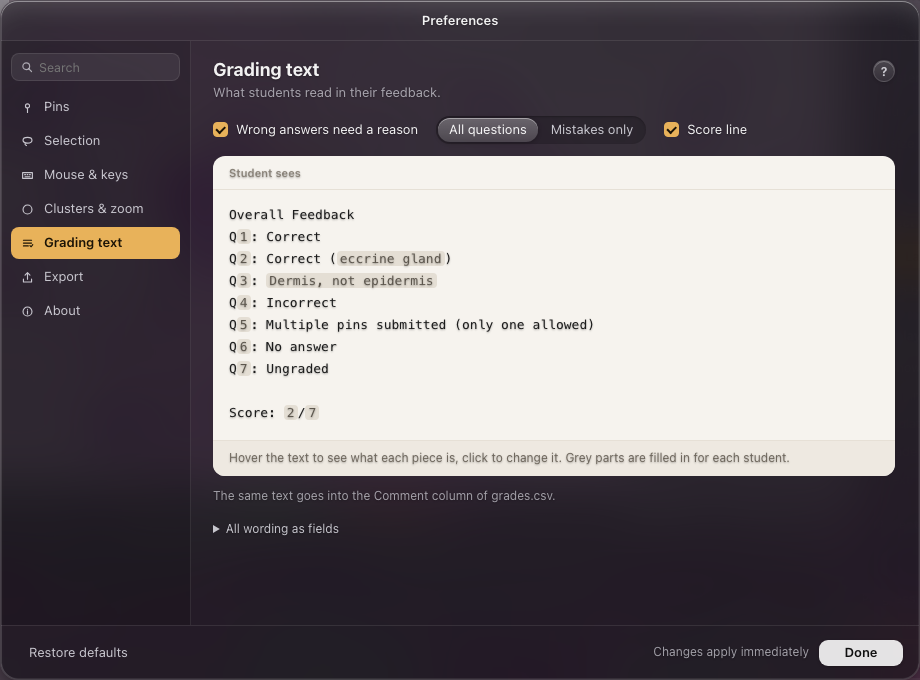 Preferences
Search
Pins
Selection
Mouse & keys
Clusters & zoom
Grading text
Export
About
Grading text
?
What students read in their feedback.
Wrong answers need a reason All questions Mistakes only Score line
Student sees
Overall Feedback
Q1: Correct
Q2: Correct (eccrine gland)
Q3: Dermis, not epidermis
Q4: Incorrect
Q5: Multiple pins submitted (only one allowed)
Q6: No answer
Q7: Ungraded
Score: 2/7
Hover the text to see what each piece is, click to change it. Grey parts are filled in for each student.
The same text goes into the Comment column of grades.csv.
All wording as fields
Restore defaults Changes apply immediately Done